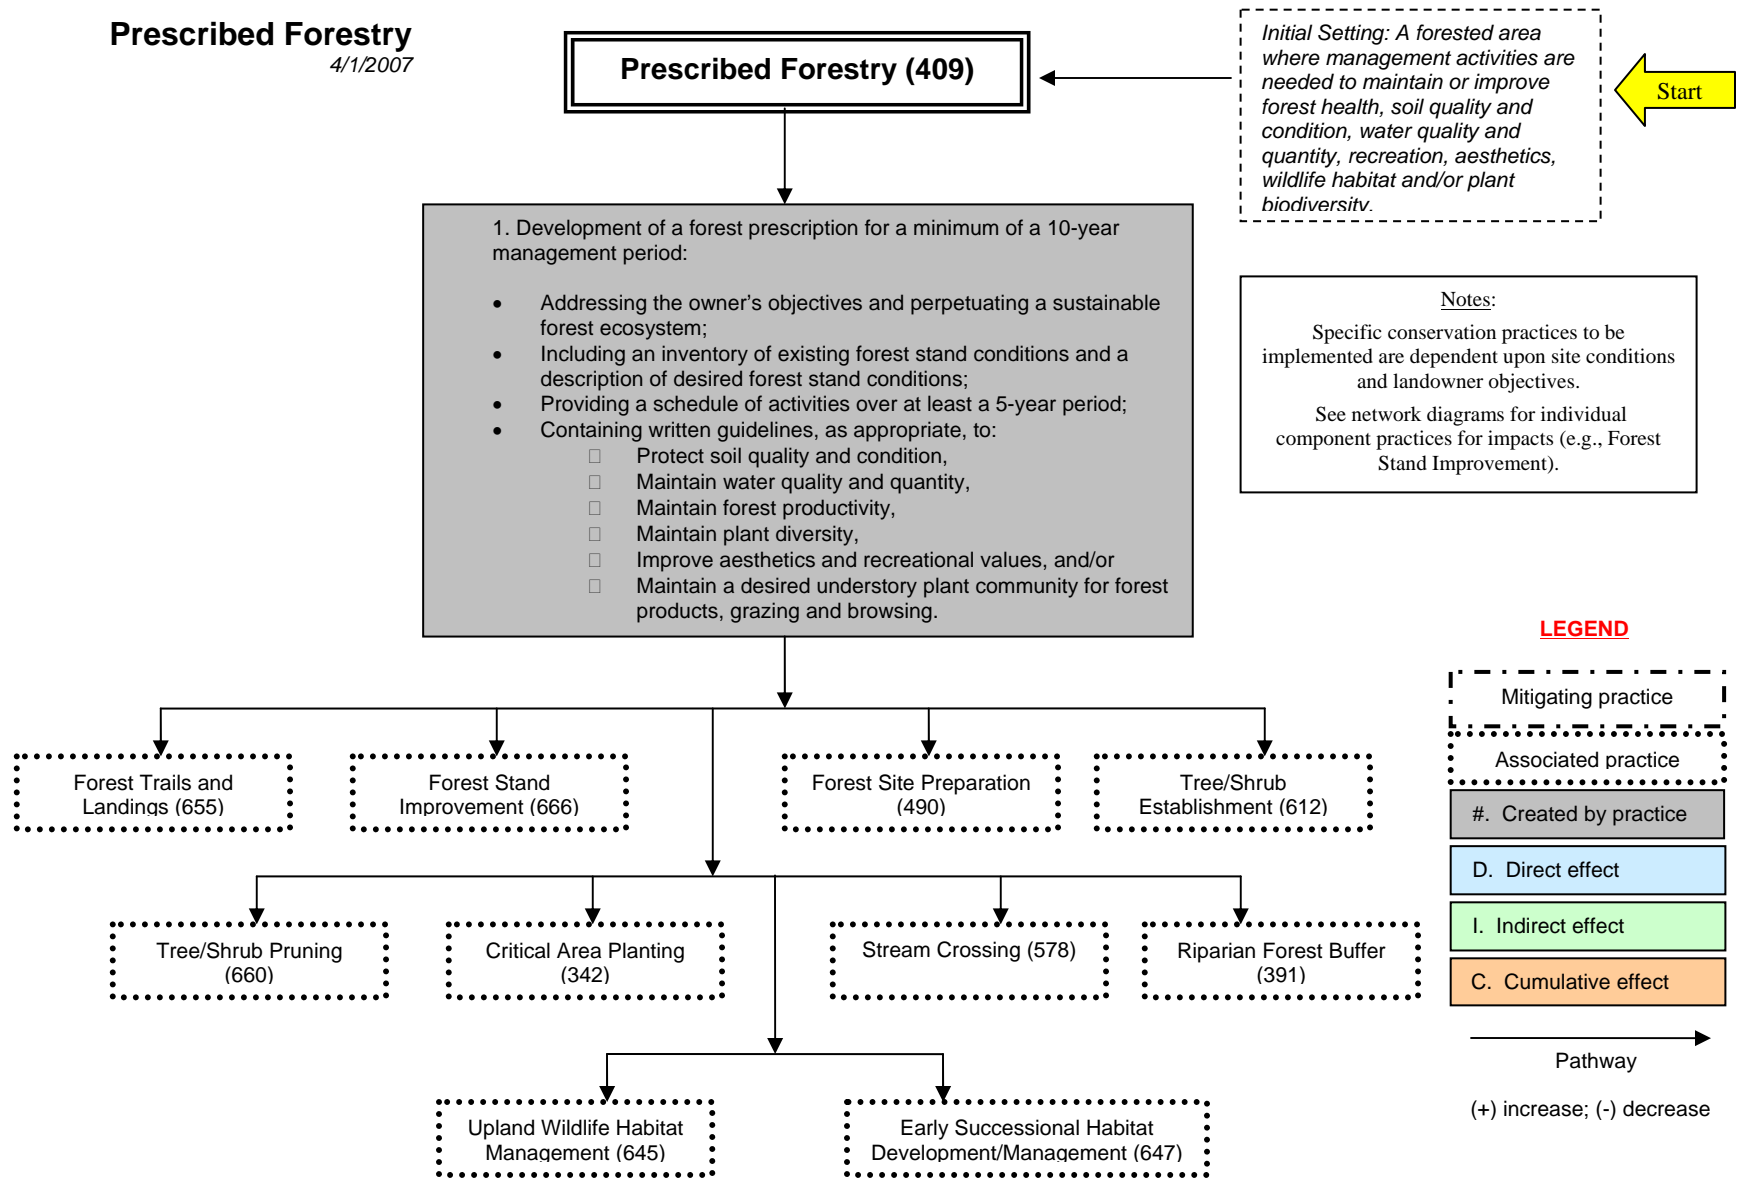 Prescribed Forestry
4/1/2007
Prescribed Forestry (409)
Initial Setting: A forested area
where management activities are
needed to maintain or improve
forest health, soil quality and
condition, water quality and
quantity, recreation, aesthetics,
wildlife habitat and/or plant
biodiversity.
Start
1. Development of a forest prescription for a minimum of a 10-year
management period:
• Addressing the owner’s objectives and perpetuating a sustainable
forest ecosystem;
• Including an inventory of existing forest stand conditions and a
description of desired forest stand conditions;
• Providing a schedule of activities over at least a 5-year period;
• Containing written guidelines, as appropriate, to:
□ Protect soil quality and condition,
□ Maintain water quality and quantity,
□ Maintain forest productivity,
□ Maintain plant diversity,
□ Improve aesthetics and recreational values, and/or
□ Maintain a desired understory plant community for forest
products, grazing and browsing.
Notes:
Specific conservation practices to be
implemented are dependent upon site conditions
and landowner objectives.
See network diagrams for individual
component practices for impacts (e.g., Forest
Stand Improvement).
Forest Trails and
Landings (655)
Forest Stand
Improvement (666)
Forest Site Preparation
(490)
Tree/Shrub
Establishment (612)
Tree/Shrub Pruning
(660)
Critical Area Planting
(342)
Stream Crossing (578)
Riparian Forest Buffer
(391)
Upland Wildlife Habitat
Management (645)
Early Successional Habitat
Development/Management (647)
LEGEND
Mitigating practice
Associated practice
#. Created by practice
D. Direct effect
I. Indirect effect
C. Cumulative effect
Pathway
(+) increase; (-) decrease